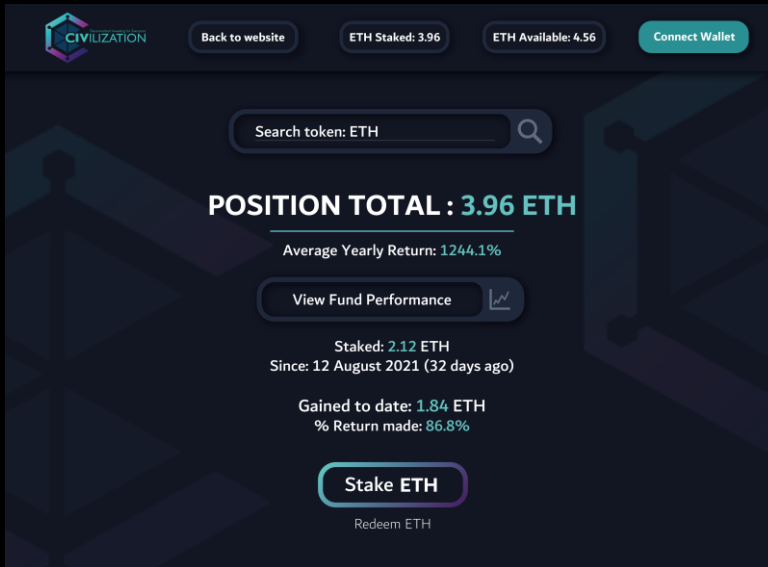 CIVILIZATION
Back to website
ETH Staked: 3.96
ETH Available: 4.56
Connect Wallet
Search token: ETH
POSITION TOTAL : 3.96 ETH
Average Yearly Return: 1244.1%
View Fund Performance
Staked: 2.12 ETH
Since: 12 August 2021 (32 days ago)
Gained to date: 1.84 ETH
% Return made: 86.8%
Stake ETH
Redeem ETH